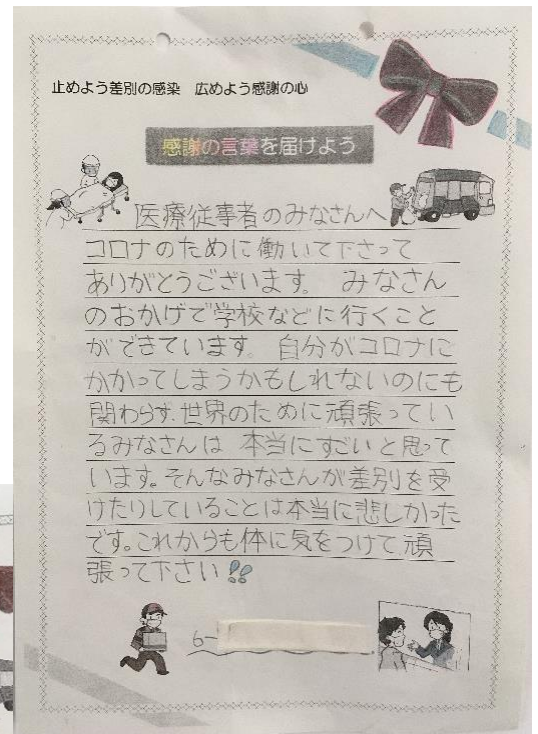 止めよう差別の感染　広めよう感謝の心
感謝の言葉を届けよう
医療従事者のみなさんへ
コロナのために働いて下さって
ありがとうございます。　みなさん
のおかげで学校などに行くこと
ができています。　自分がコロナに
かかってしまうかもしれないのにも
関わらず、世界のために頑張ってい
るみなさんは　本当にすごいと思って
います。そんなみなさんが差別を受
けたりしていることは本当に悲しかった
です。これからも体に気をつけて頑
張って下さい!!
6-